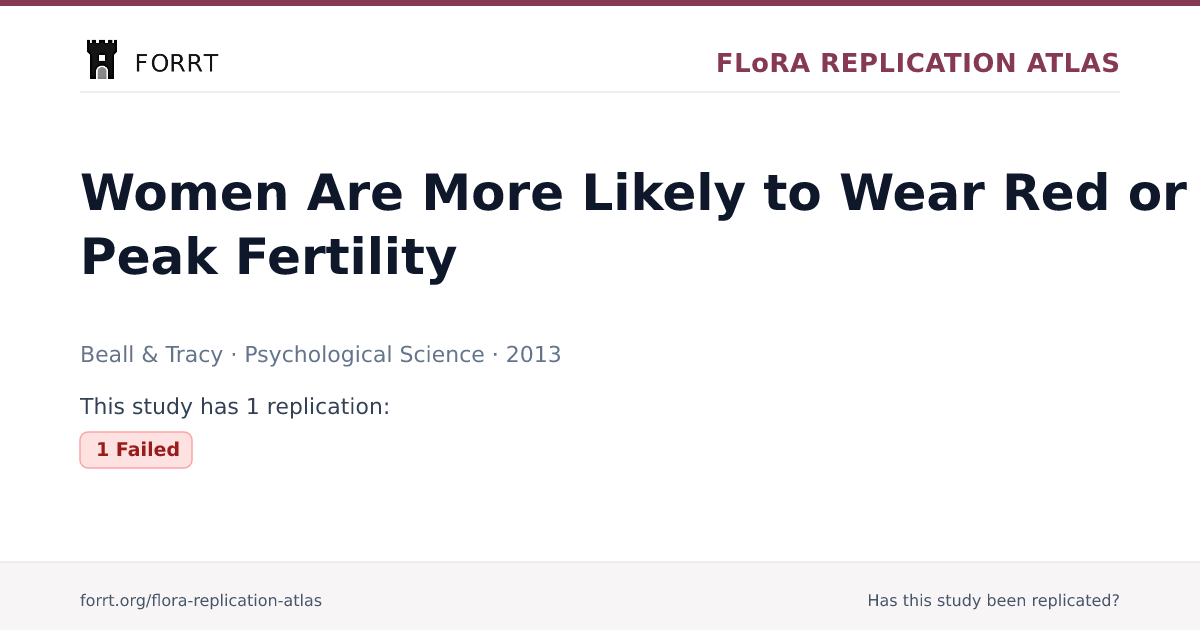 FORRT
FLoRA REPLICATION ATLAS
Women Are More Likely to Wear Red or
Peak Fertility
Beall & Tracy · Psychological Science · 2013
This study has 1 replication:
1 Failed
forrt.org/flora-replication-atlas
Has this study been replicated?